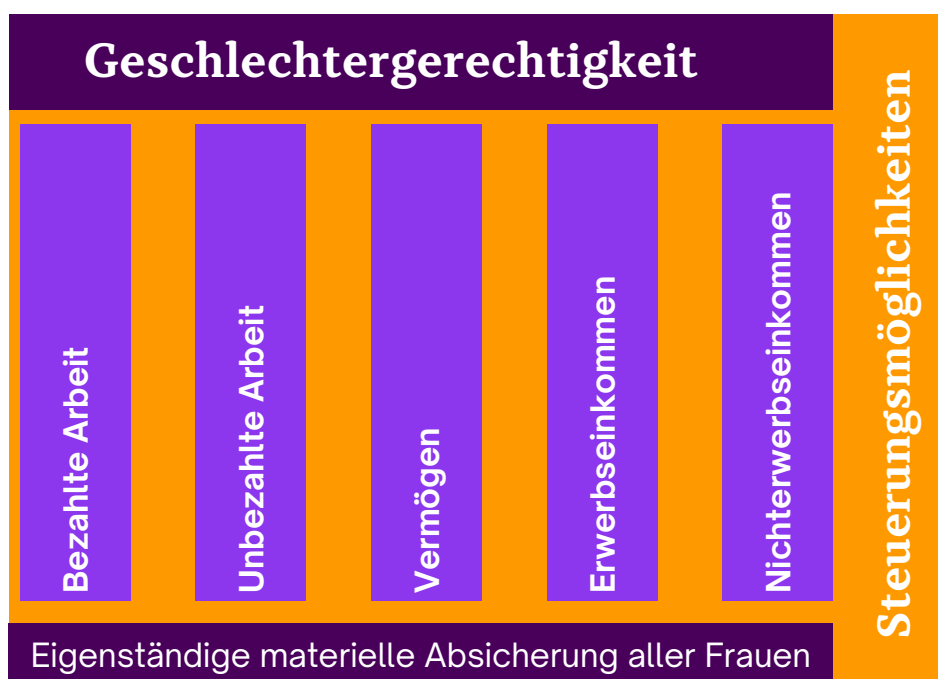 Geschlechtergerechtigkeit
Bezahlte Arbeit
Unbezahlte Arbeit
Vermögen
Erwerbseinkommen
Nichterwerbseinkommen
Steuerungsmöglichkeiten
Eigenständige materielle Absicherung aller Frauen